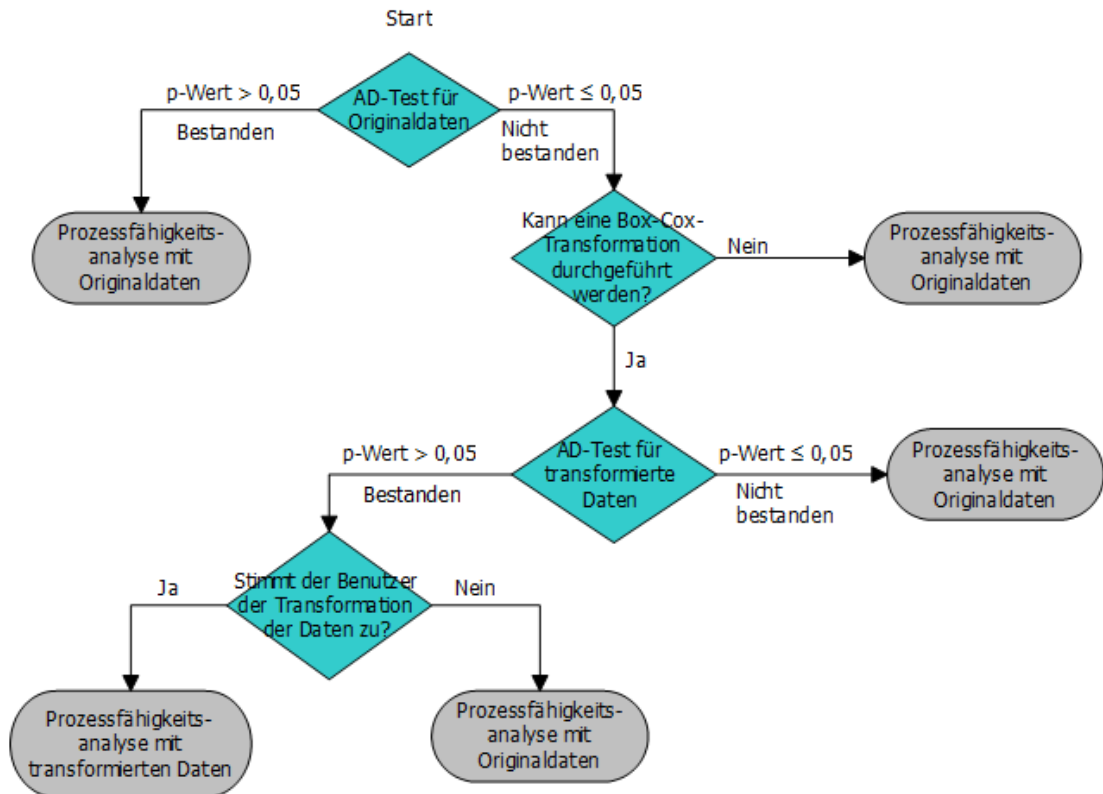 Start
p-Wert > 0,05
AD-Test für
Originaldaten
p-Wert ≤ 0,05
Bestanden
Nicht
bestanden
Prozessfähigkeits-
analyse mit
Originaldaten
Kann eine Box-Cox-
Transformation
durchgeführt
werden?
Nein
Prozessfähigkeits-
analyse mit
Originaldaten
Ja
p-Wert > 0,05
Bestanden
AD-Test für
transformierte
Daten
p-Wert ≤ 0,05
Nicht
bestanden
Prozessfähigkeits-
analyse mit
Originaldaten
Ja
Stimmt der Benutzer
der Transformation
der Daten zu?
Nein
Prozessfähigkeits-
analyse mit
transformierten Daten
Prozessfähigkeits-
analyse mit
Originaldaten